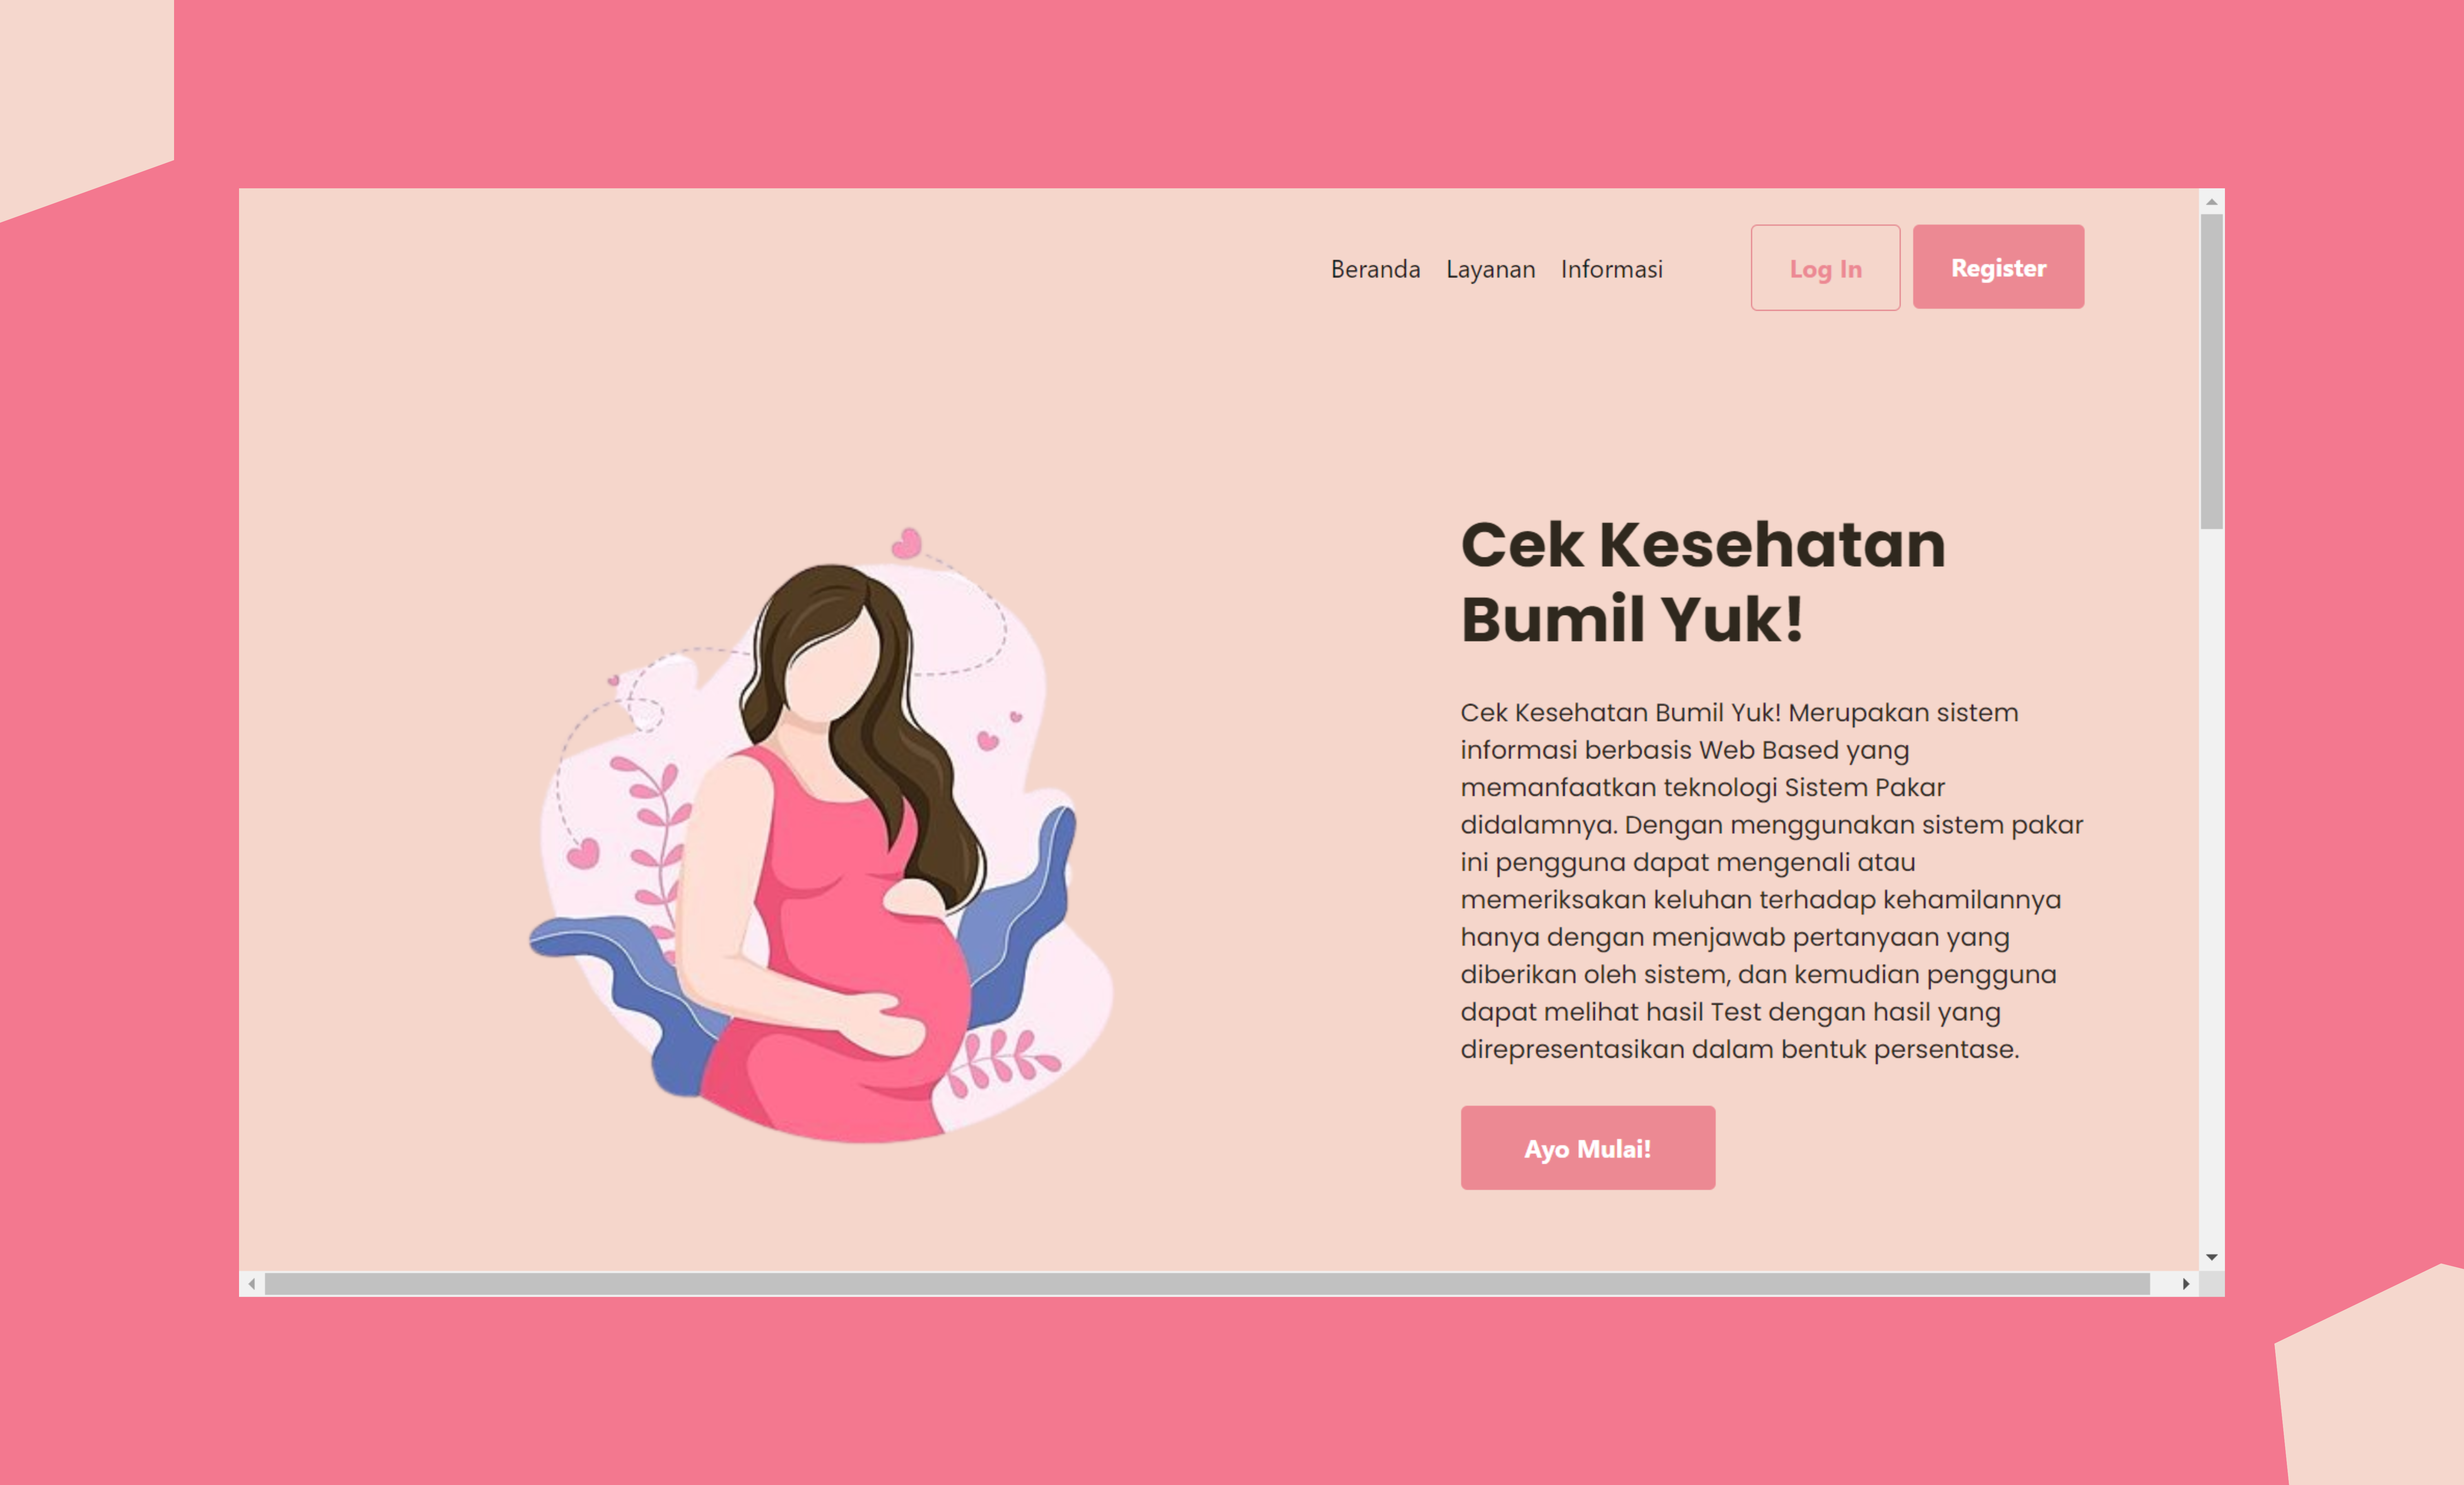 Beranda Layanan Informasi Log In Register
Cek Kesehatan
Bumil Yuk!
Cek Kesehatan Bumil Yuk! Merupakan sistem
informasi berbasis Web Based yang
memanfaatkan teknologi Sistem Pakar
didalamnya. Dengan menggunakan sistem pakar
ini pengguna dapat mengenali atau
memeriksakan keluhan terhadap kehamilannya
hanya dengan menjawab pertanyaan yang
diberikan oleh sistem, dan kemudian pengguna
dapat melihat hasil Test dengan hasil yang
direpresentasikan dalam bentuk persentase.
Ayo Mulai!